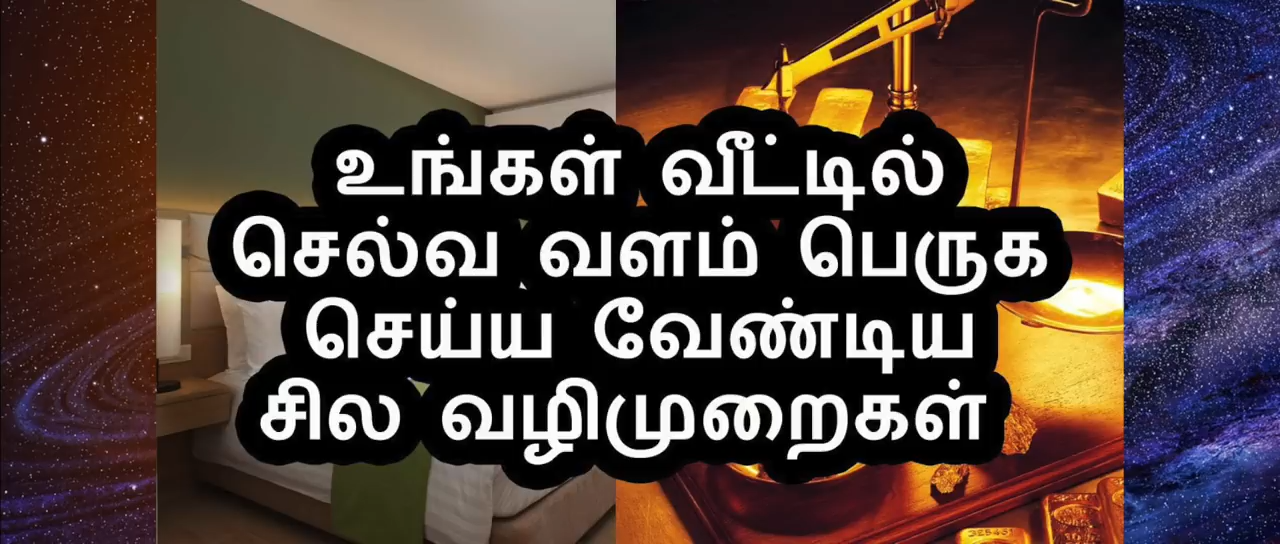 உங்கள் வீட்டில்
செல்வ வளம் பெருக
செய்ய வேண்டிய
சில வழிமுறைகள்